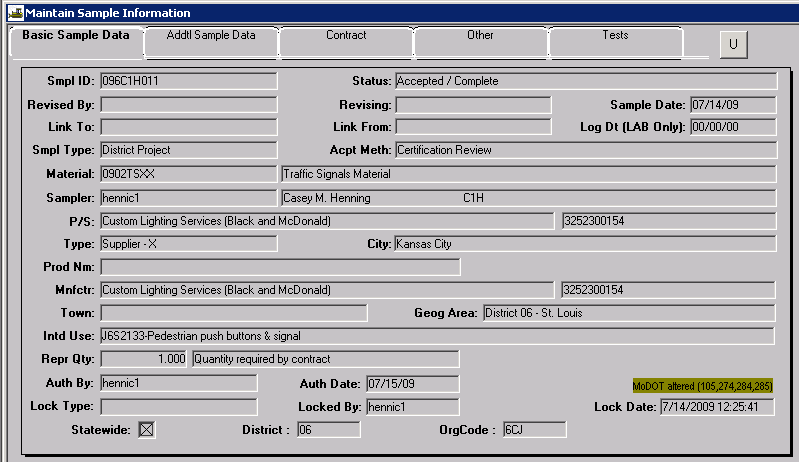 Maintain Sample Information
Basic Sample Data Addtl Sample Data Contract Other Tests U
Smpl ID: 096C1H011 Status: Accepted / Complete
Revised By: Revising: Sample Date: 07/14/09
Link To: Link From: Log Dt (LAB Only): 00/00/00
Smpl Type: District Project Acpt Meth: Certification Review
Material: 0902TSXX Traffic Signals Material
Sampler: hennic1 Casey M. Henning C1H
P/S: Custom Lighting Services (Black and McDonald) 3252300154
Type: Supplier - X City: Kansas City
Prod Nm:
Mnfctr: Custom Lighting Services (Black and McDonald) 3252300154
Town: Geog Area: District 06 - St. Louis
Intd Use: J6S2133-Pedestrian push buttons & signal
Repr Qty: 1.000 Quantity required by contract
Auth By: hennic1 Auth Date: 07/15/09 MoDOT altered (105,274,284,285)
Lock Type: Locked By: hennic1 Lock Date: 7/14/2009 12:25:41
Statewide: District : 06 OrgCode : 6CJ